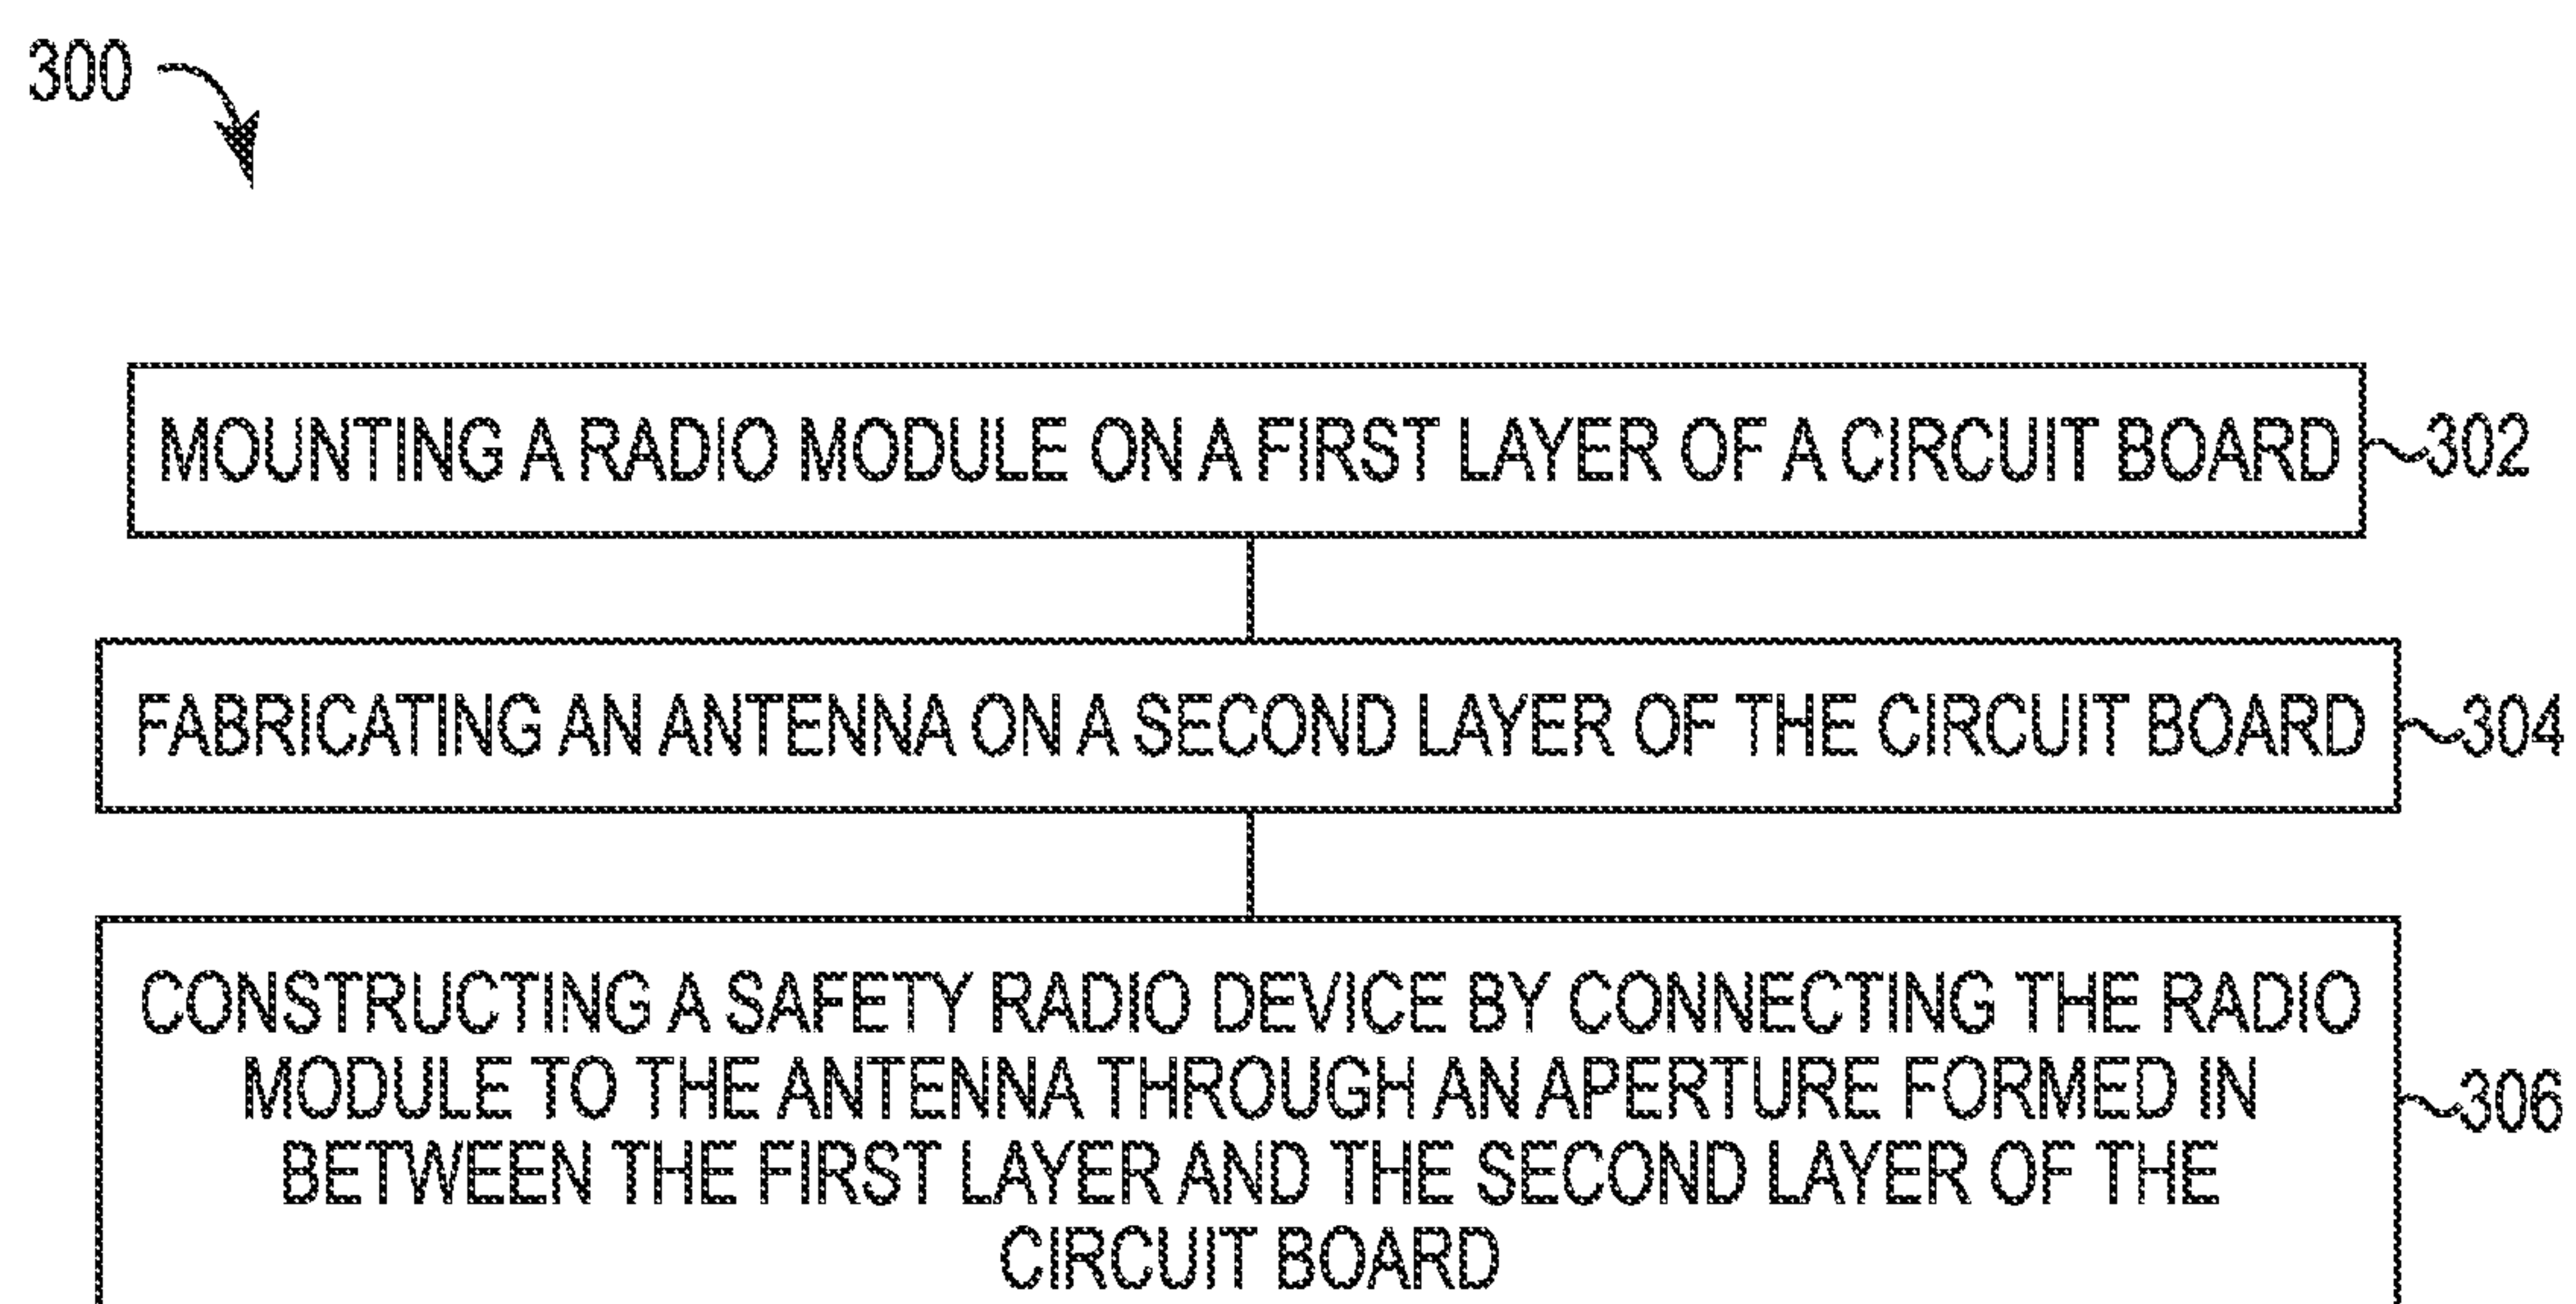 300
MOUNTING A RADIO MODULE ON A FIRST LAYER OF A CIRCUIT BOARD 302
FABRICATING AN ANTENNA ON A SECOND LAYER OF THE CIRCUIT BOARD 304
CONSTRUCTING A SAFETY RADIO DEVICE BY CONNECTING THE RADIO
MODULE TO THE ANTENNA THROUGH AN APERTURE FORMED IN
306
BETWEEN THE FIRST LAYER AND THE SECOND LAYER OF THE
CIRCUIT BOARD